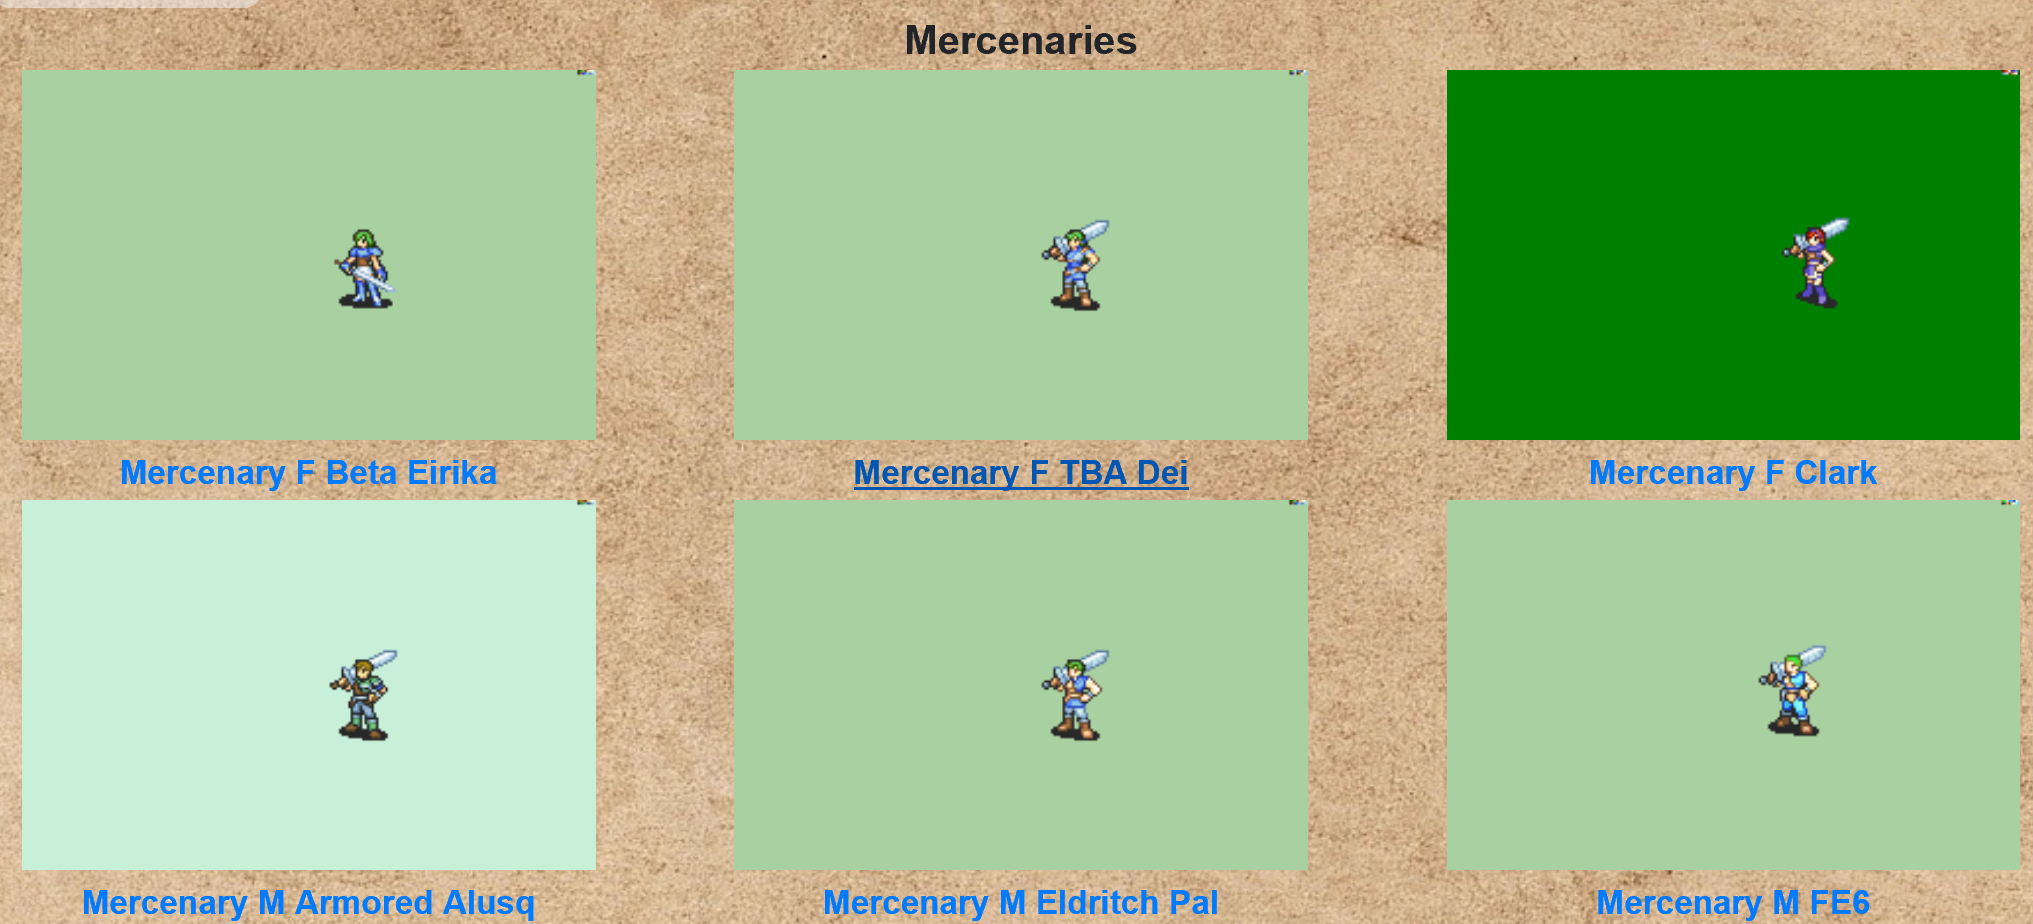 Mercenaries
Mercenary F Beta Eirika
Mercenary F TBA Dei
Mercenary F Clark
Mercenary M Armored Alusq
Mercenary M Eldritch Pal
Mercenary M FE6